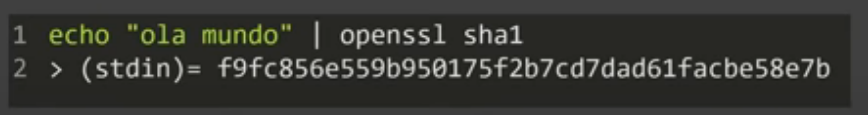 1 echo "ola mundo" | openssl sha1
2 > (stdin)= f9fc856e559b950175f2b7cd7dad61facbe58e7b